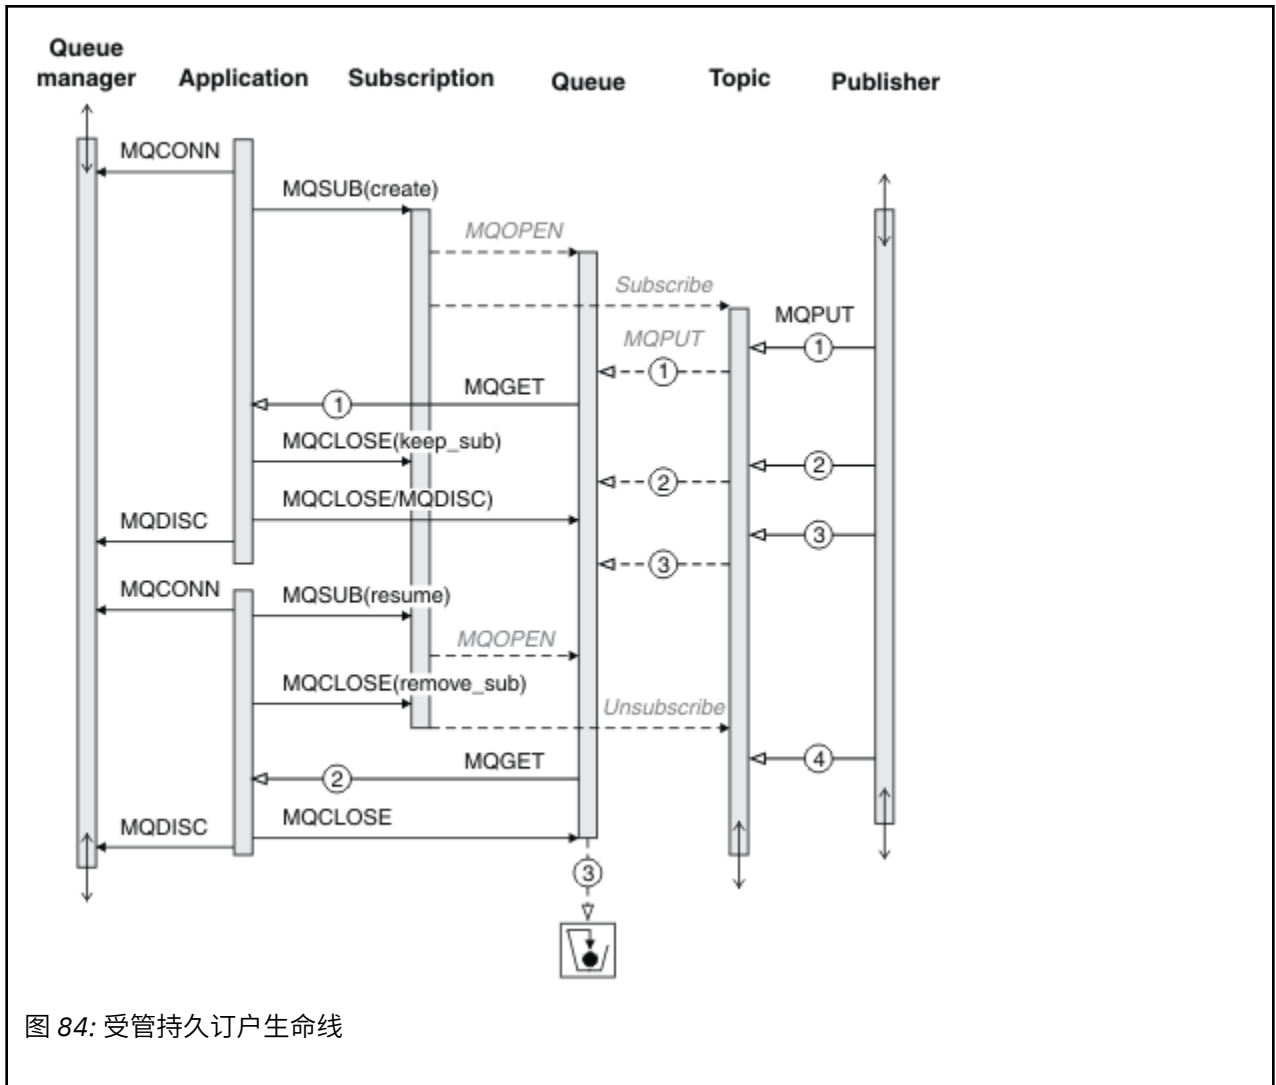 Queue
manager Application Subscription Queue Topic Publisher
MQCONN
MQSUB(create)
MQOPEN
Subscribe
MQPUT
MQPUT
1
1
MQGET
1
MQCLOSE(keep_sub)
2
2
MQCLOSE/MQDISC)
MQDISC
3
3
MQCONN
MQSUB(resume)
MQOPEN
MQCLOSE(remove_sub)
Unsubscribe
4
MQGET
2
MQCLOSE
MQDISC
3
图 84: 受管持久订户生命线